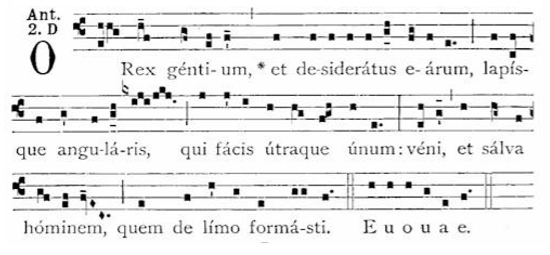 Ant.
2. D
O
Rex génti-um, * et de-siderátus e-árum, lapís-
que angu-lá-ris, qui fácis útraque únum: véni, et sálva
hóminem, quem de límo formá-sti. E u o u a e.